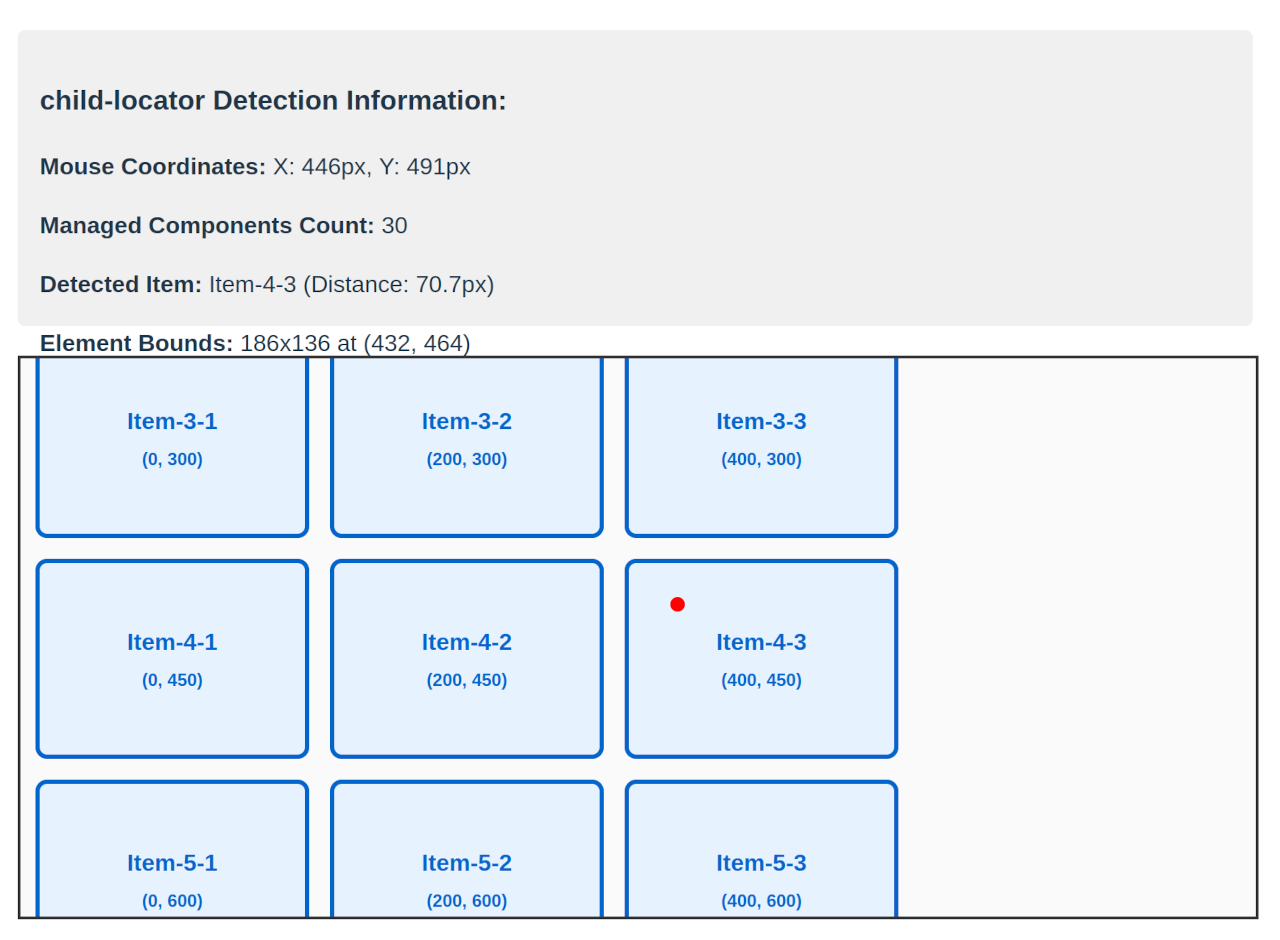 child-locator Detection Information:
Mouse Coordinates: X: 446px, Y: 491px
Managed Components Count: 30
Detected Item: Item-4-3 (Distance: 70.7px)
Element Bounds: 186x136 at (432, 464)
Item-3-1 Item-3-2 Item-3-3
(0, 300) (200, 300) (400, 300)
Item-4-1 Item-4-2 Item-4-3
(0, 450) (200, 450) (400, 450)
Item-5-1 Item-5-2 Item-5-3
(0, 600) (200, 600) (400, 600)